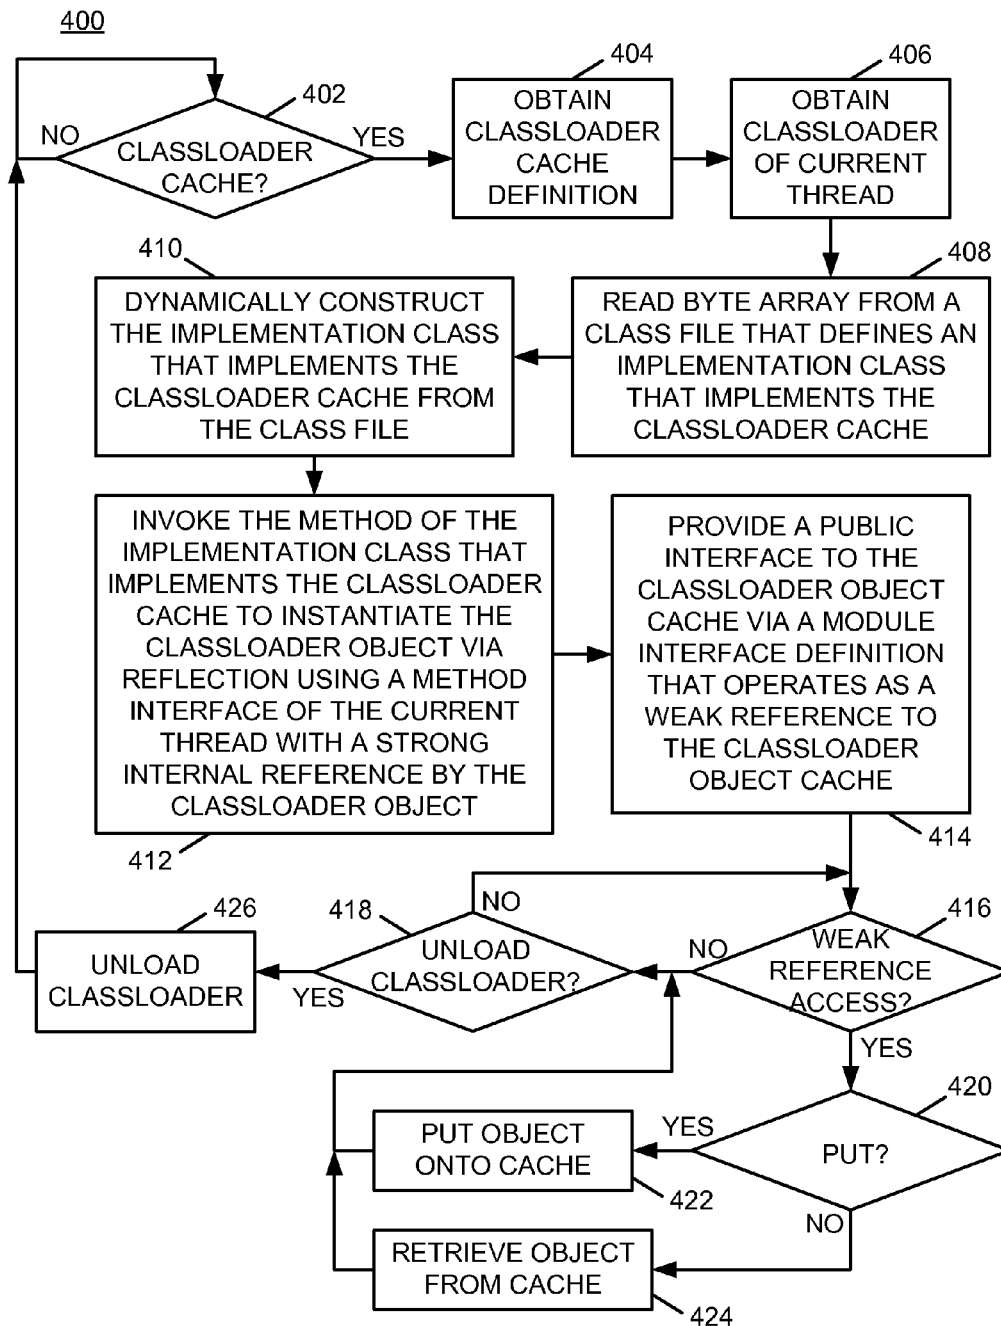 400
402
CLASSLOADER
CACHE?
NO
YES
404
OBTAIN
CLASSLOADER
CACHE
DEFINITION
406
OBTAIN
CLASSLOADER
OF CURRENT
THREAD
408
READ BYTE ARRAY FROM A
CLASS FILE THAT DEFINES AN
IMPLEMENTATION CLASS
THAT IMPLEMENTS THE
CLASSLOADER CACHE
410
DYNAMICALLY CONSTRUCT
THE IMPLEMENTATION CLASS
THAT IMPLEMENTS THE
CLASSLOADER CACHE FROM
THE CLASS FILE
INVOKE THE METHOD OF THE
IMPLEMENTATION CLASS THAT
IMPLEMENTS THE CLASSLOADER
CACHE TO INSTANTIATE THE
CLASSLOADER OBJECT VIA
REFLECTION USING A METHOD
INTERFACE OF THE CURRENT
THREAD WITH A STRONG
INTERNAL REFERENCE BY THE
CLASSLOADER OBJECT
412
PROVIDE A PUBLIC
INTERFACE TO THE
CLASSLOADER OBJECT
CACHE VIA A MODULE
INTERFACE DEFINITION
THAT OPERATES AS A
WEAK REFERENCE TO
THE CLASSLOADER
OBJECT CACHE
414
416
WEAK
REFERENCE
ACCESS?
NO
YES
418
UNLOAD
CLASSLOADER?
NO
YES
426
UNLOAD
CLASSLOADER
420
PUT?
YES
NO
PUT OBJECT
ONTO CACHE
422
RETRIEVE OBJECT
FROM CACHE
424